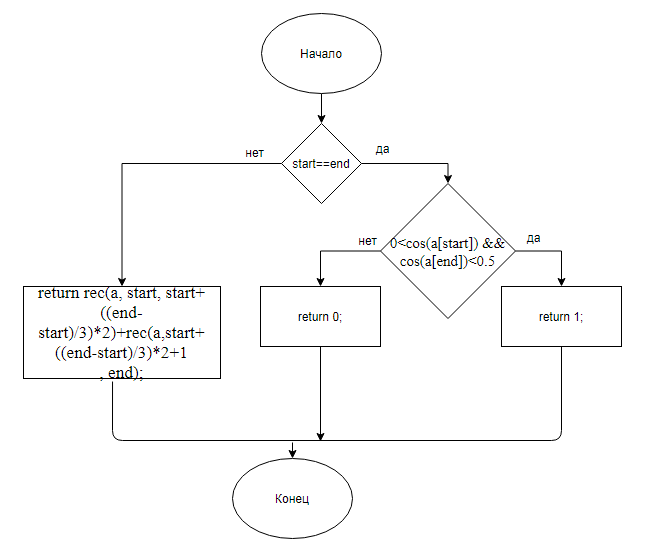 Начало
start==end
нет
да
0<cos(a[start]) &&
cos(a[end])<0.5
нет
да
return rec(a, start, start+
((end-
start)/3)*2)+rec(a,start+
((end-start)/3)*2+1
, end);
return 0;
return 1;
Конец